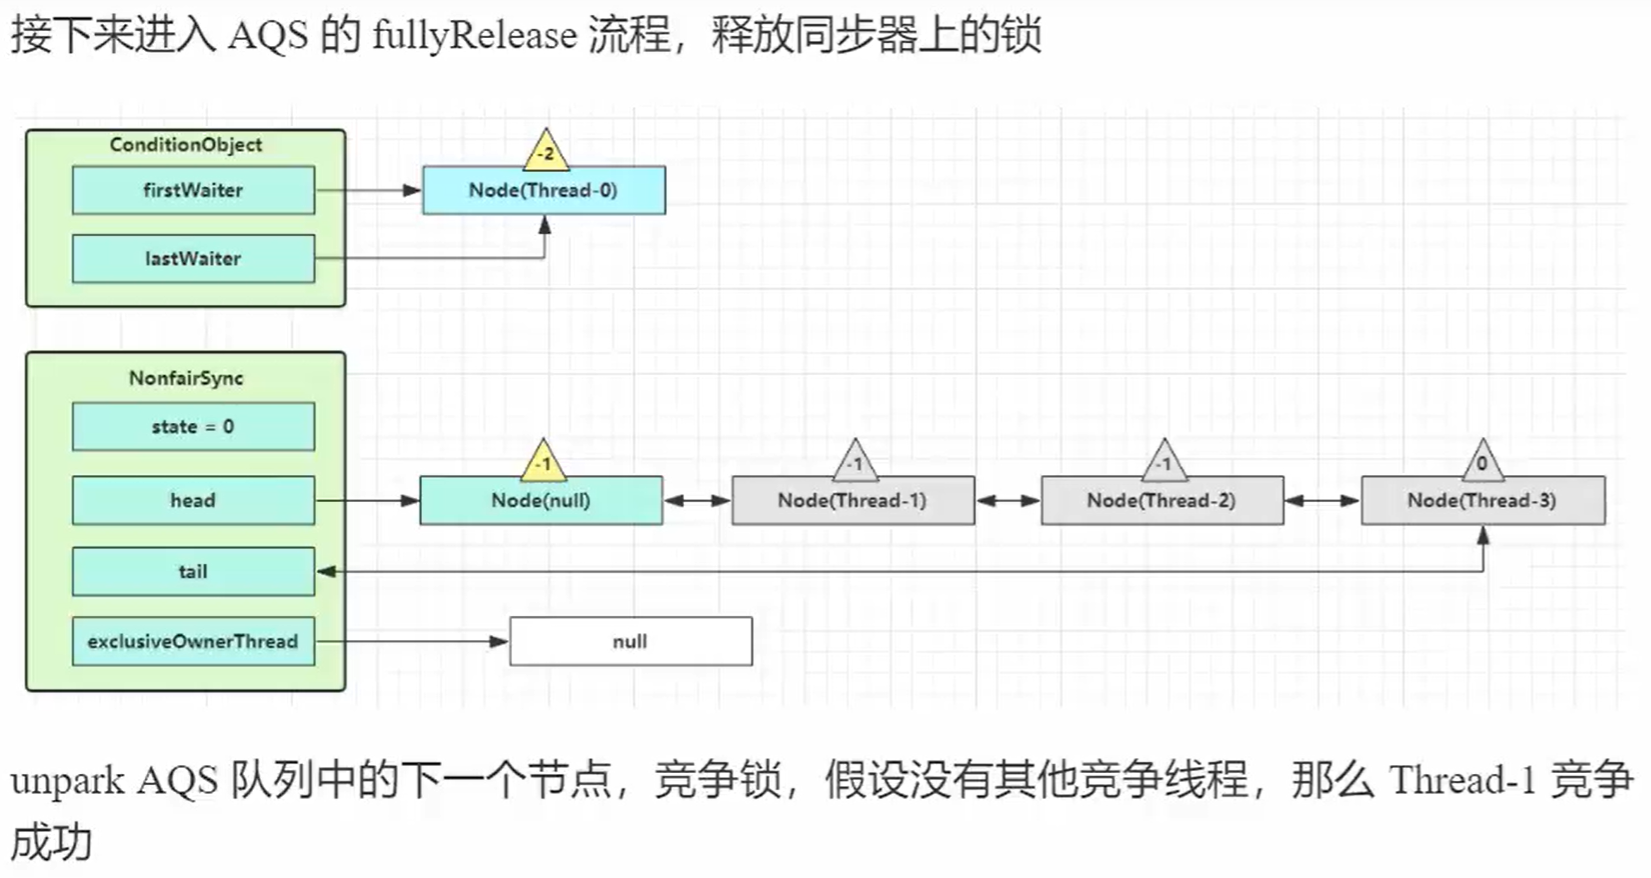 接下来进入 AQS 的 fullyRelease 流程，释放同步器上的锁
ConditionObject
-2
firstWaiter
Node(Thread-0)
lastWaiter
NonfairSync
state = 0
-1
-1
-1
0
head
Node(null)
Node(Thread-1)
Node(Thread-2)
Node(Thread-3)
tail
exclusiveOwnerThread
null
unpark AQS 队列中的下一个节点，竞争锁，假设没有其他竞争线程，那么 Thread-1 竞争
成功